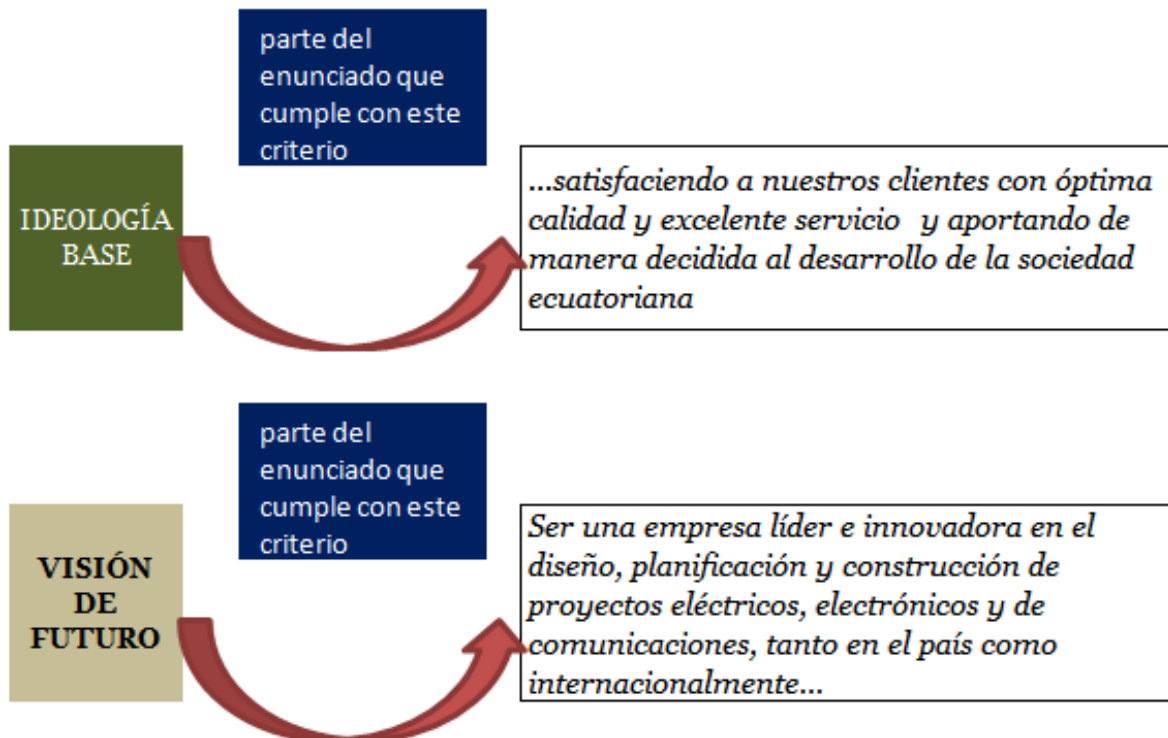 parte del
enunciado que
cumple con este
criterio
IDEOLOGÍA
BASE
...satisfaciendo a nuestros clientes con óptima
calidad y excelente servicio y aportando de
manera decidida al desarrollo de la sociedad
ecuatoriana
parte del
enunciado que
cumple con este
criterio
VISIÓN
DE
FUTURO
Ser una empresa líder e innovadora en el
diseño, planificación y construcción de
proyectos eléctricos, electrónicos y de
comunicaciones, tanto en el país como
internacionalmente...